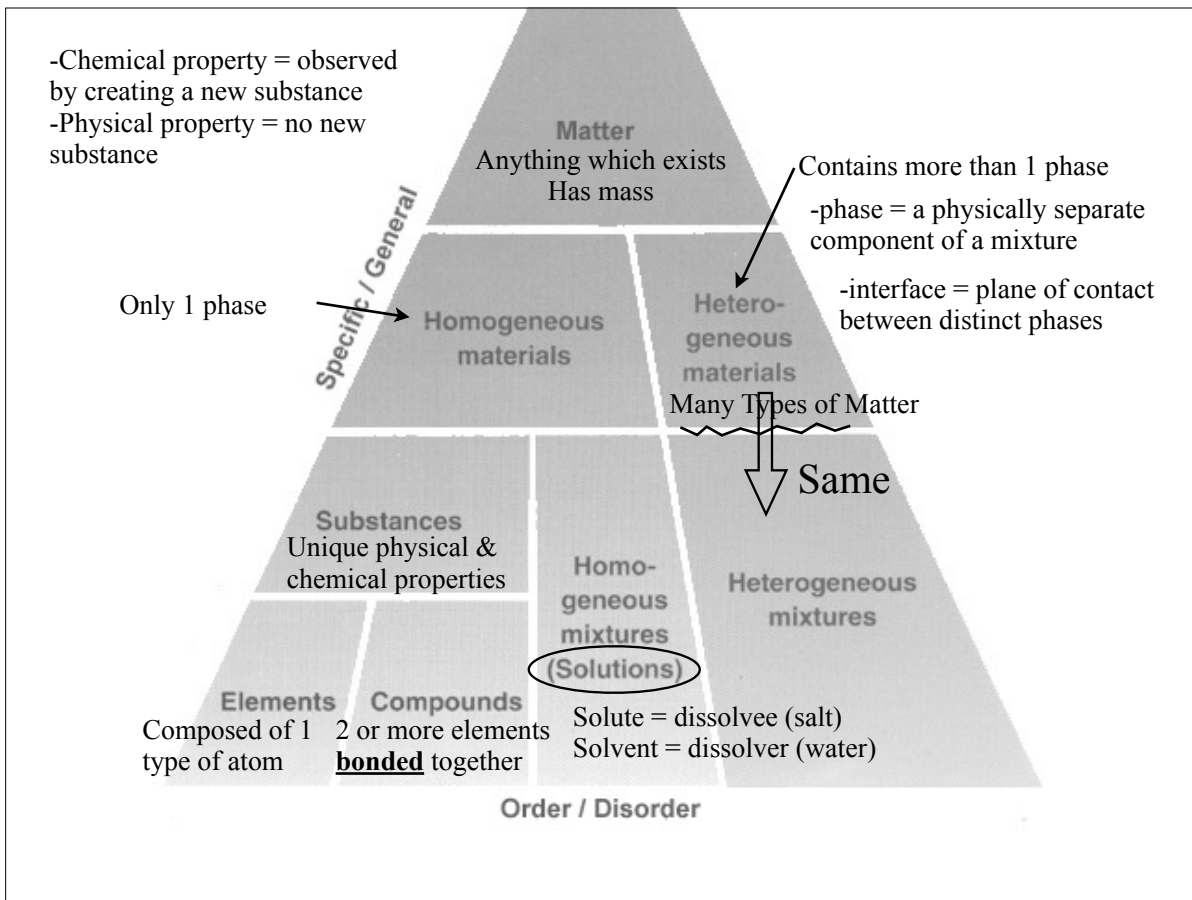 -Chemical property = observed
by creating a new substance
-Physical property = no new
substance
Matter
Anything which exists
Has mass
Contains more than 1 phase
-phase = a physically separate
component of a mixture
-interface = plane of contact
between distinct phases
Specific / General
Only 1 phase
Homogeneous
materials
Hetero-
geneous
materials
Many Types of Matter
Same
Substances
Unique physical &
chemical properties
Homo-
geneous
mixtures
(Solutions)
Heterogeneous
mixtures
Elements
Composed of 1
type of atom
Compounds
2 or more elements
bonded together
Solute = dissolvee (salt)
Solvent = dissolver (water)
Order / Disorder